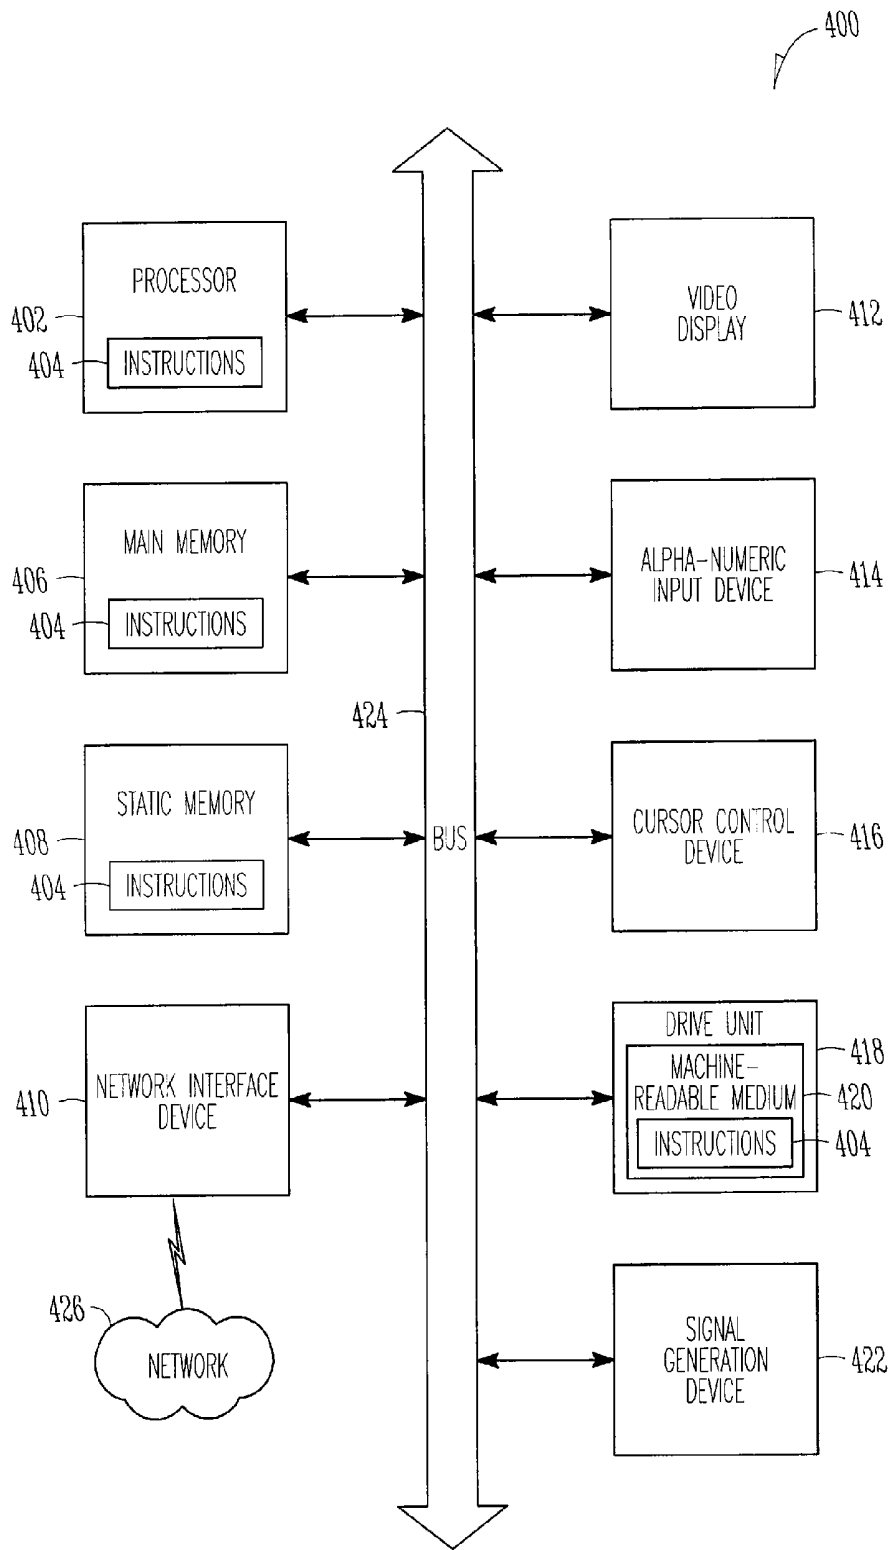 400
PROCESSOR
402
404
INSTRUCTIONS
VIDEO
DISPLAY
412
MAIN MEMORY
406
404
INSTRUCTIONS
ALPHA-NUMERIC
INPUT DEVICE
414
424
STATIC MEMORY
408
404
INSTRUCTIONS
BUS
CURSOR CONTROL
DEVICE
416
NETWORK INTERFACE
DEVICE
410
DRIVE UNIT
418
MACHINE-
READABLE MEDIUM
420
INSTRUCTIONS
404
426
NETWORK
SIGNAL
GENERATION
DEVICE
422